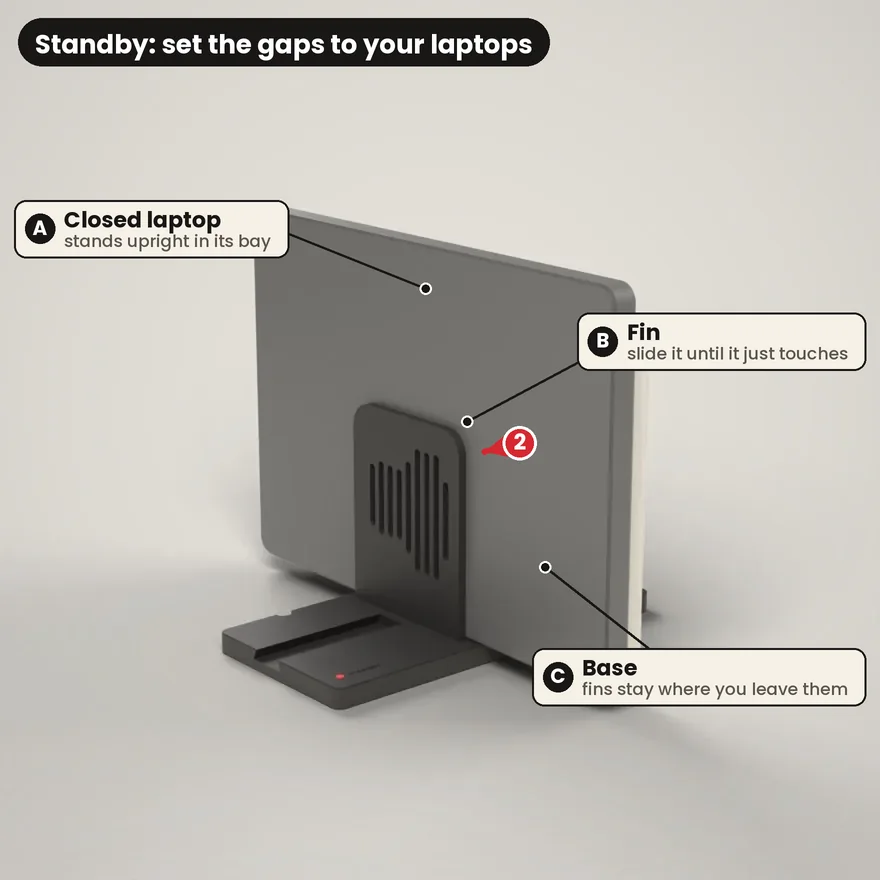 Standby: set the gaps to your laptops
A
Closed laptop
stands upright in its bay
B
Fin
slide it until it just touches
2
C
Base
fins stay where you leave them